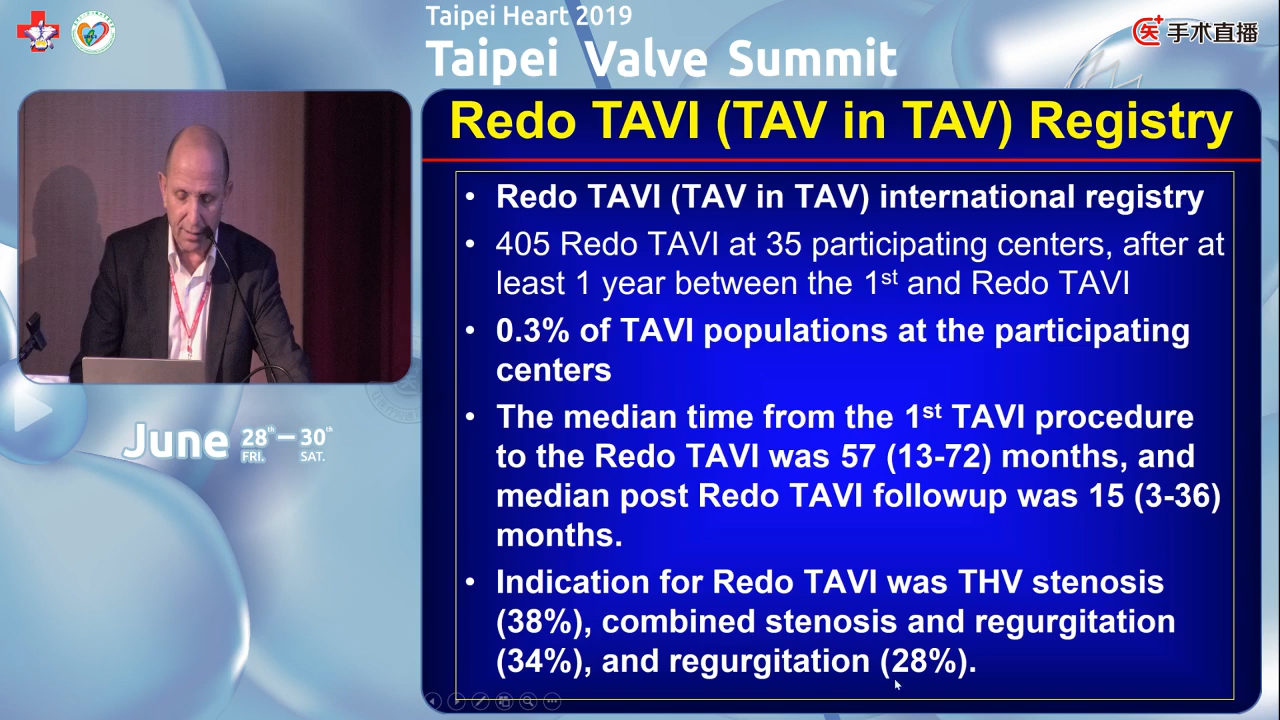 Taipei Heart 2019
Taipei Valve Summit
手术直播
Redo TAVI (TAV in TAV) Registry
• Redo TAVI (TAV in TAV) international registry
• 405 Redo TAVI at 35 participating centers, after at
least 1 year between the 1st and Redo TAVI
• 0.3% of TAVI populations at the participating
centers
• The median time from the 1st TAVI procedure
to the Redo TAVI was 57 (13-72) months, and
median post Redo TAVI followup was 15 (3-36)
months.
• Indication for Redo TAVI was THV stenosis
(38%), combined stenosis and regurgitation
(34%), and regurgitation (28%).
June 28th – 30th
FRI. SAT.